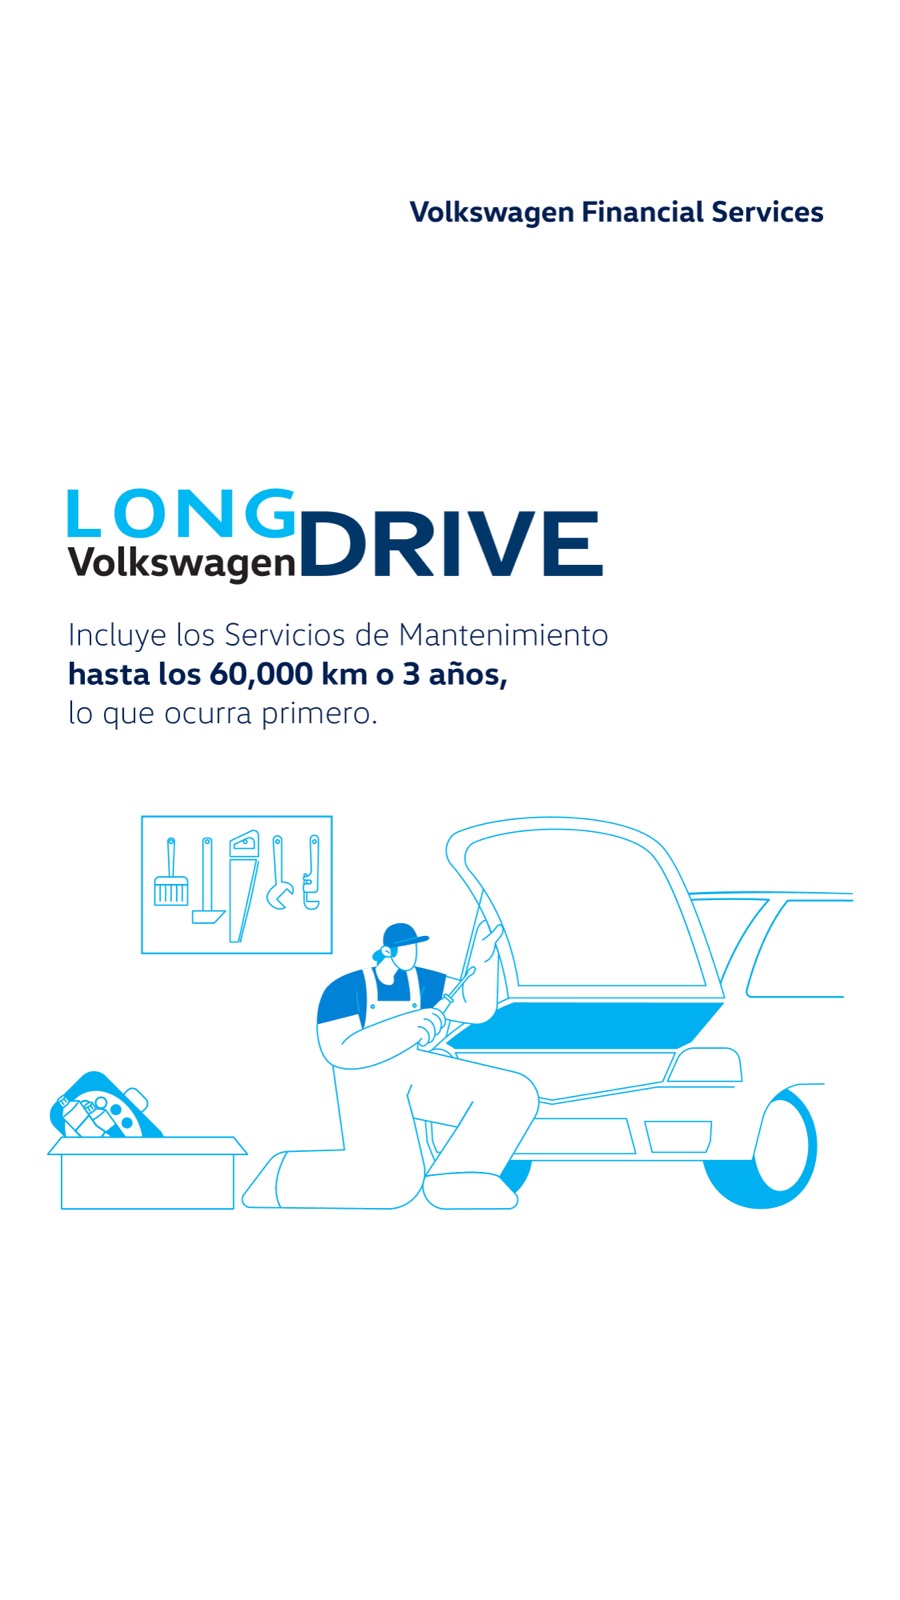 Volkswagen Financial Services
LONG
Volkswagen DRIVE
Incluye los Servicios de Mantenimiento
hasta los 60,000 km o 3 años,
lo que ocurra primero.